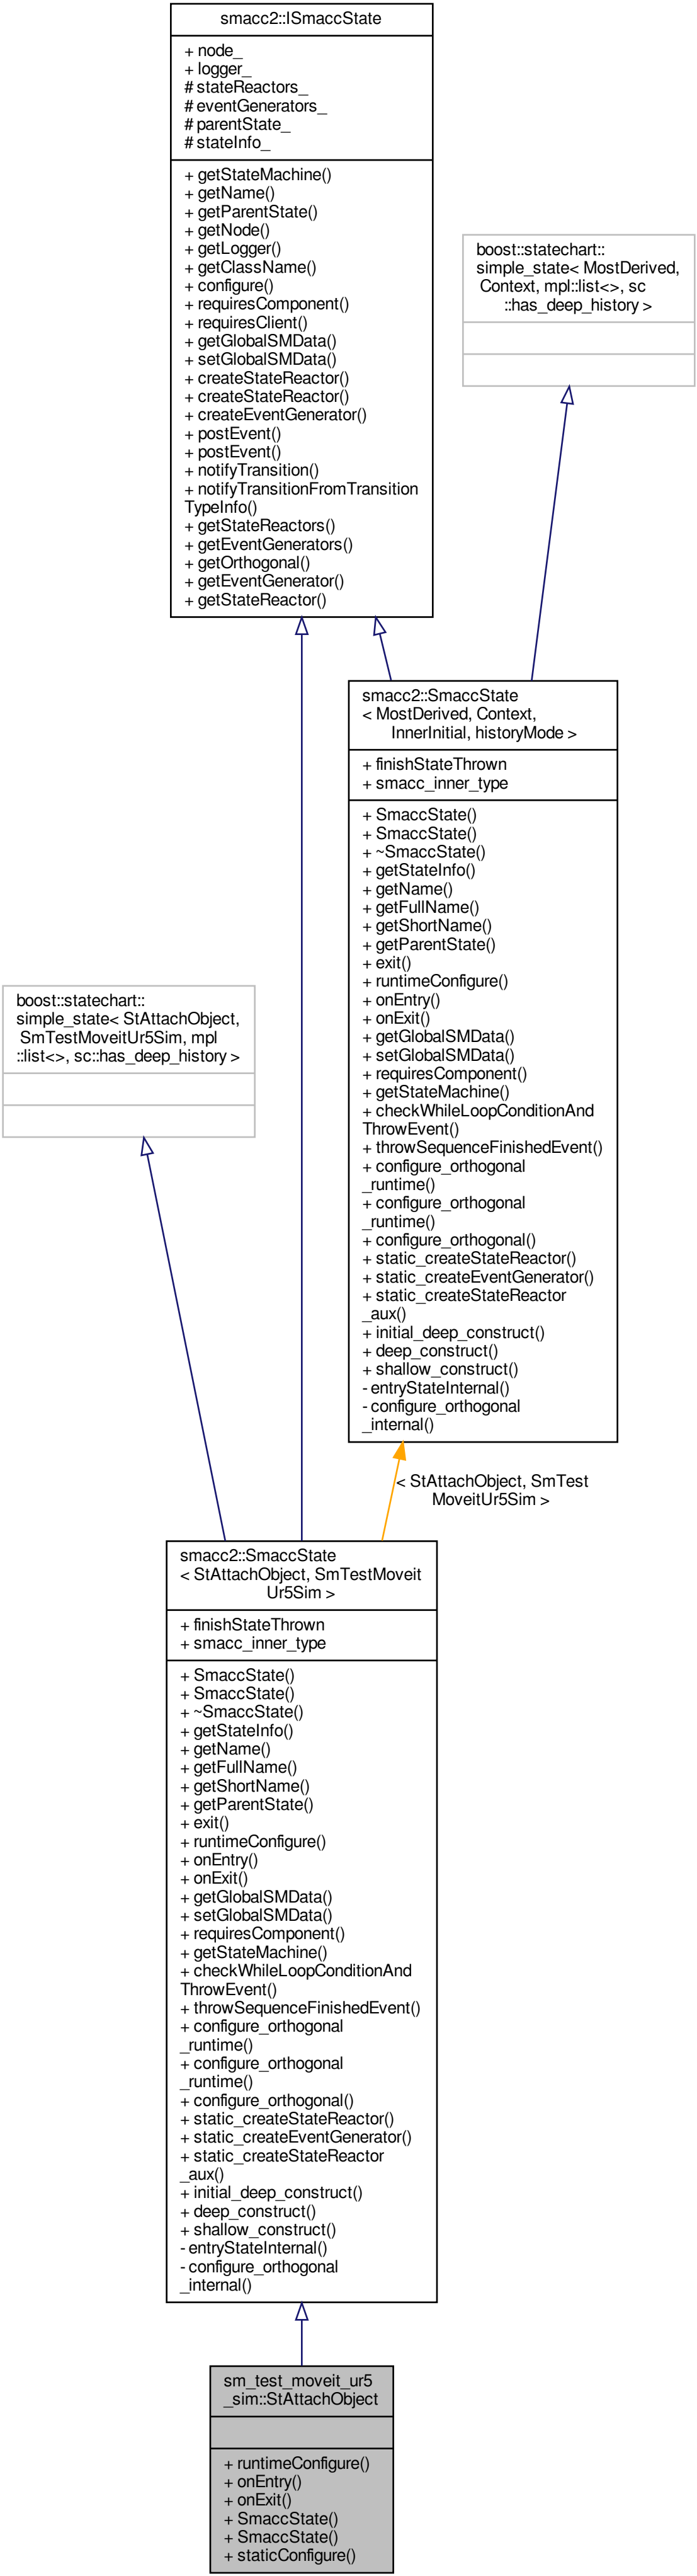 smacc2::ISmaccState
+ node_
+ logger_
# stateReactors_
# eventGenerators_
# parentState_
# stateInfo_
+ getStateMachine()
+ getName()
+ getParentState()
+ getNode()
+ getLogger()
+ getClassName()
+ configure()
+ requiresComponent()
+ requiresClient()
+ getGlobalSMData()
+ setGlobalSMData()
+ createStateReactor()
+ createStateReactor()
+ createEventGenerator()
+ postEvent()
+ postEvent()
+ notifyTransition()
+ notifyTransitionFromTransition
TypeInfo()
+ getStateReactors()
+ getEventGenerators()
+ getOrthogonal()
+ getEventGenerator()
+ getStateReactor()
boost::statechart::
simple_state< MostDerived,
Context, mpl::list<>, sc
::has_deep_history >
smacc2::SmaccState
< MostDerived, Context,
InnerInitial, historyMode >
+ finishStateThrown
+ smacc_inner_type
+ SmaccState()
+ SmaccState()
+ ~SmaccState()
+ getStateInfo()
+ getName()
+ getFullName()
+ getShortName()
+ getParentState()
+ exit()
+ runtimeConfigure()
+ onEntry()
+ onExit()
+ getGlobalSMData()
+ setGlobalSMData()
+ requiresComponent()
+ getStateMachine()
+ checkWhileLoopConditionAnd
ThrowEvent()
+ throwSequenceFinishedEvent()
+ configure_orthogonal
_runtime()
+ configure_orthogonal
_runtime()
+ configure_orthogonal()
+ static_createStateReactor()
+ static_createEventGenerator()
+ static_createStateReactor
_aux()
+ initial_deep_construct()
+ deep_construct()
+ shallow_construct()
- entryStateInternal()
- configure_orthogonal
_internal()
boost::statechart::
simple_state< StAttachObject,
SmTestMoveitUr5Sim, mpl
::list<>, sc::has_deep_history >
< StAttachObject, SmTest
MoveitUr5Sim >
smacc2::SmaccState
< StAttachObject, SmTestMoveit
Ur5Sim >
+ finishStateThrown
+ smacc_inner_type
+ SmaccState()
+ SmaccState()
+ ~SmaccState()
+ getStateInfo()
+ getName()
+ getFullName()
+ getShortName()
+ getParentState()
+ exit()
+ runtimeConfigure()
+ onEntry()
+ onExit()
+ getGlobalSMData()
+ setGlobalSMData()
+ requiresComponent()
+ getStateMachine()
+ checkWhileLoopConditionAnd
ThrowEvent()
+ throwSequenceFinishedEvent()
+ configure_orthogonal
_runtime()
+ configure_orthogonal
_runtime()
+ configure_orthogonal()
+ static_createStateReactor()
+ static_createEventGenerator()
+ static_createStateReactor
_aux()
+ initial_deep_construct()
+ deep_construct()
+ shallow_construct()
- entryStateInternal()
- configure_orthogonal
_internal()
sm_test_moveit_ur5
_sim::StAttachObject
+ runtimeConfigure()
+ onEntry()
+ onExit()
+ SmaccState()
+ SmaccState()
+ staticConfigure()